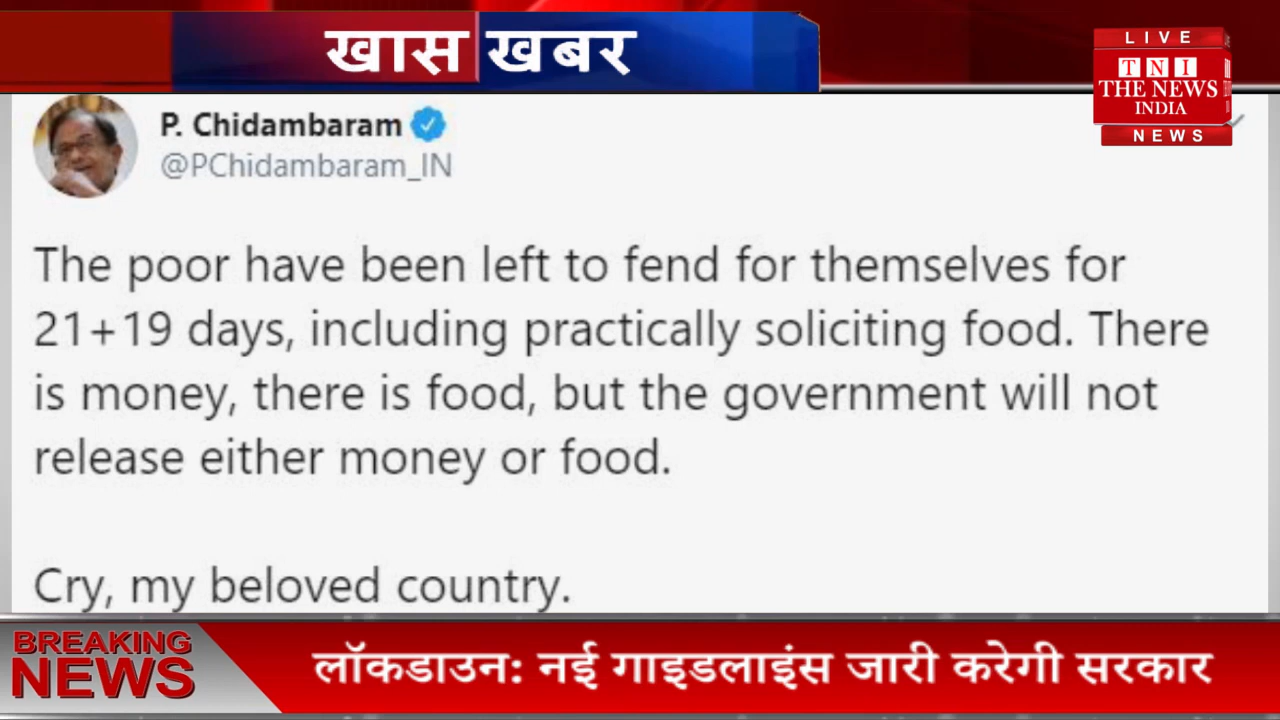 खास खबर
LIVE
TNI
THE NEWS
INDIA
NEWS
P. Chidambaram
@PChidambaram_IN
The poor have been left to fend for themselves for
21+19 days, including practically soliciting food. There
is money, there is food, but the government will not
release either money or food.
Cry, my beloved country.
BREAKING
NEWS
लॉकडाउन: नई गाइडलाइंस जारी करेगी सरकार